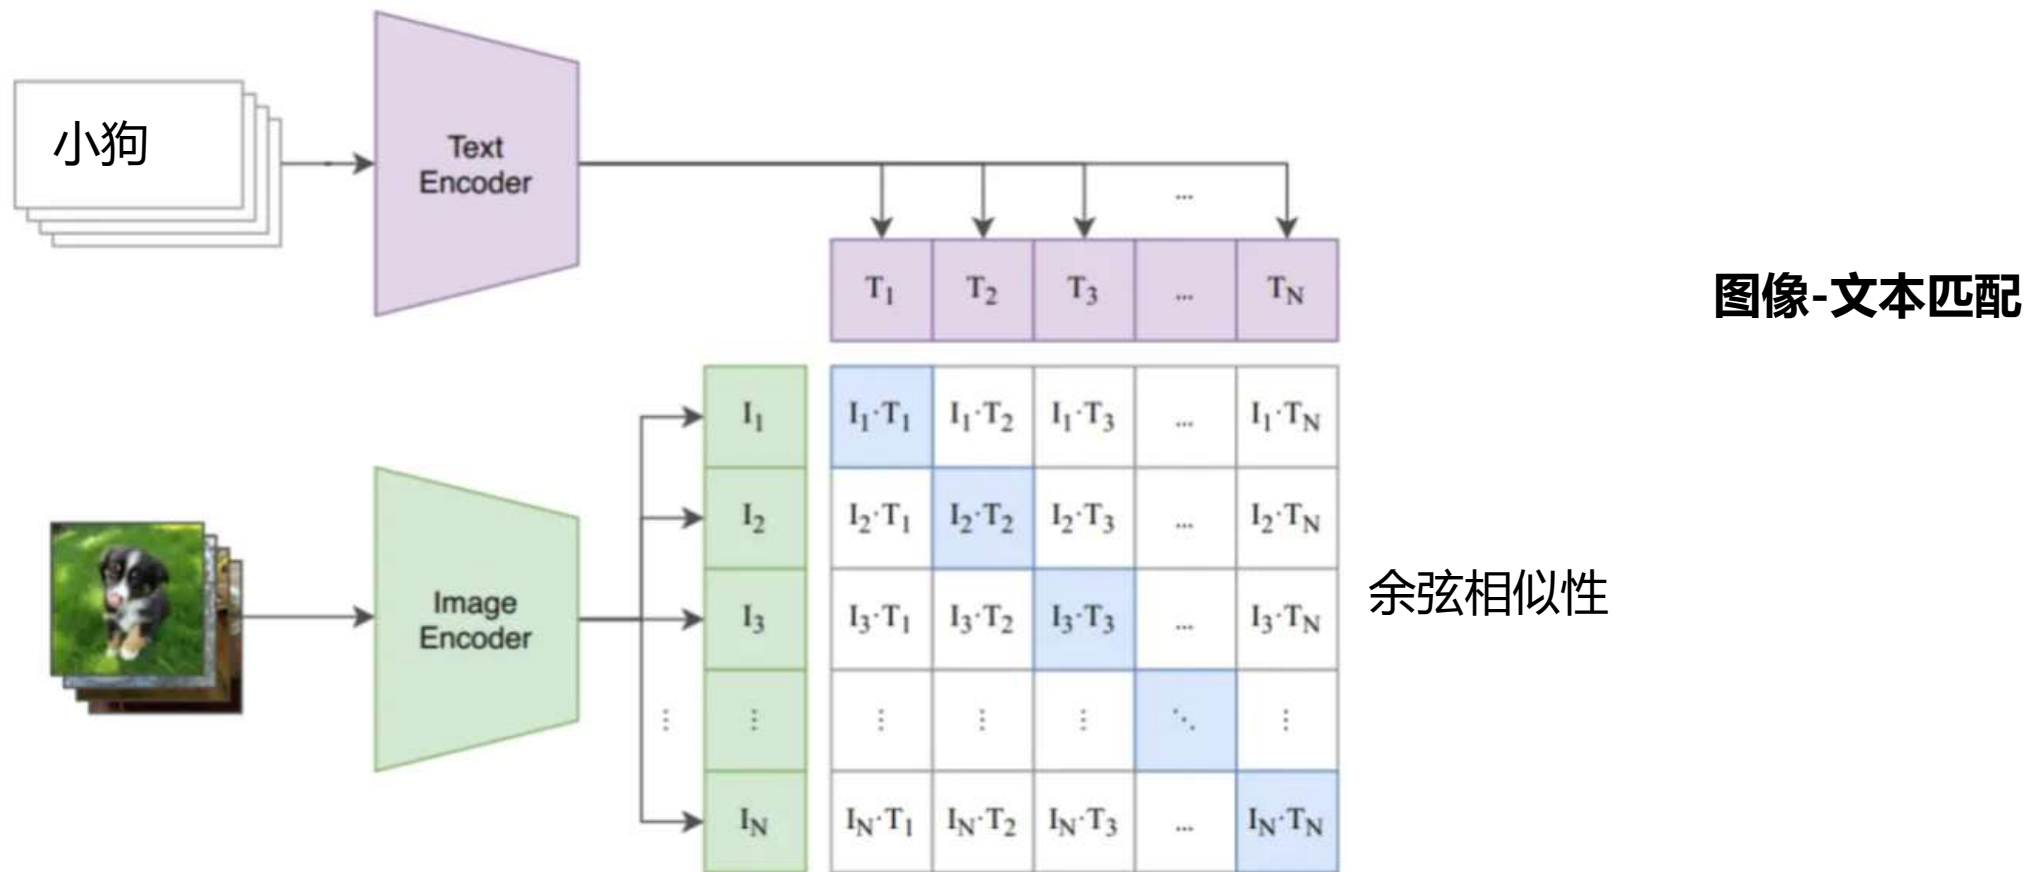 小狗
Text
Encoder
...
T₁ T₂ T₃ ... T_N
图像-文本匹配
I₁ I₁·T₁ I₁·T₂ I₁·T₃ ... I₁·T_N
I₂ I₂·T₁ I₂·T₂ I₂·T₃ ... I₂·T_N
余弦相似性
Image
Encoder
I₃ I₃·T₁ I₃·T₂ I₃·T₃ ... I₃·T_N
⋮ ⋮ ⋮ ⋮ ⋮ ⋱ ⋮
I_N I_N·T₁ I_N·T₂ I_N·T₃ ... I_N·T_N